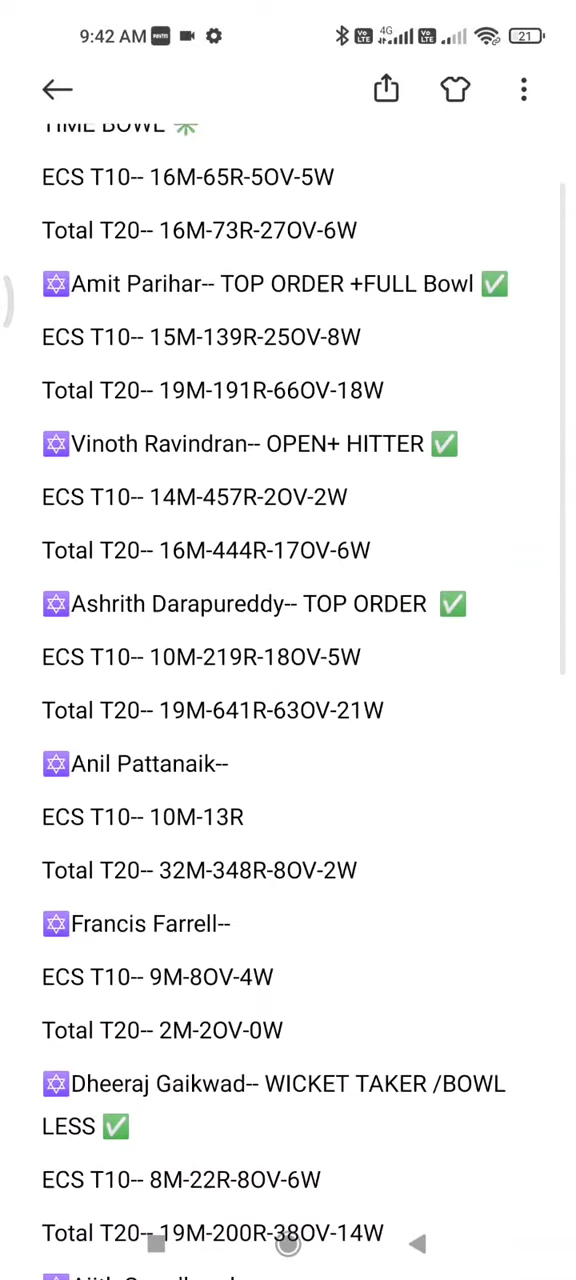 9:42 AM
4G
21
TIME BOWL ✳
ECS T10-- 16M-65R-5OV-5W
Total T20-- 16M-73R-27OV-6W
🔯Amit Parihar-- TOP ORDER +FULL Bowl ✅
ECS T10-- 15M-139R-25OV-8W
Total T20-- 19M-191R-66OV-18W
🔯Vinoth Ravindran-- OPEN+ HITTER ✅
ECS T10-- 14M-457R-2OV-2W
Total T20-- 16M-444R-17OV-6W
🔯Ashrith Darapureddy-- TOP ORDER ✅
ECS T10-- 10M-219R-18OV-5W
Total T20-- 19M-641R-63OV-21W
🔯Anil Pattanaik--
ECS T10-- 10M-13R
Total T20-- 32M-348R-8OV-2W
🔯Francis Farrell--
ECS T10-- 9M-8OV-4W
Total T20-- 2M-2OV-0W
🔯Dheeraj Gaikwad-- WICKET TAKER /BOWL
LESS ✅
ECS T10-- 8M-22R-8OV-6W
Total T20-- 19M-200R-38OV-14W